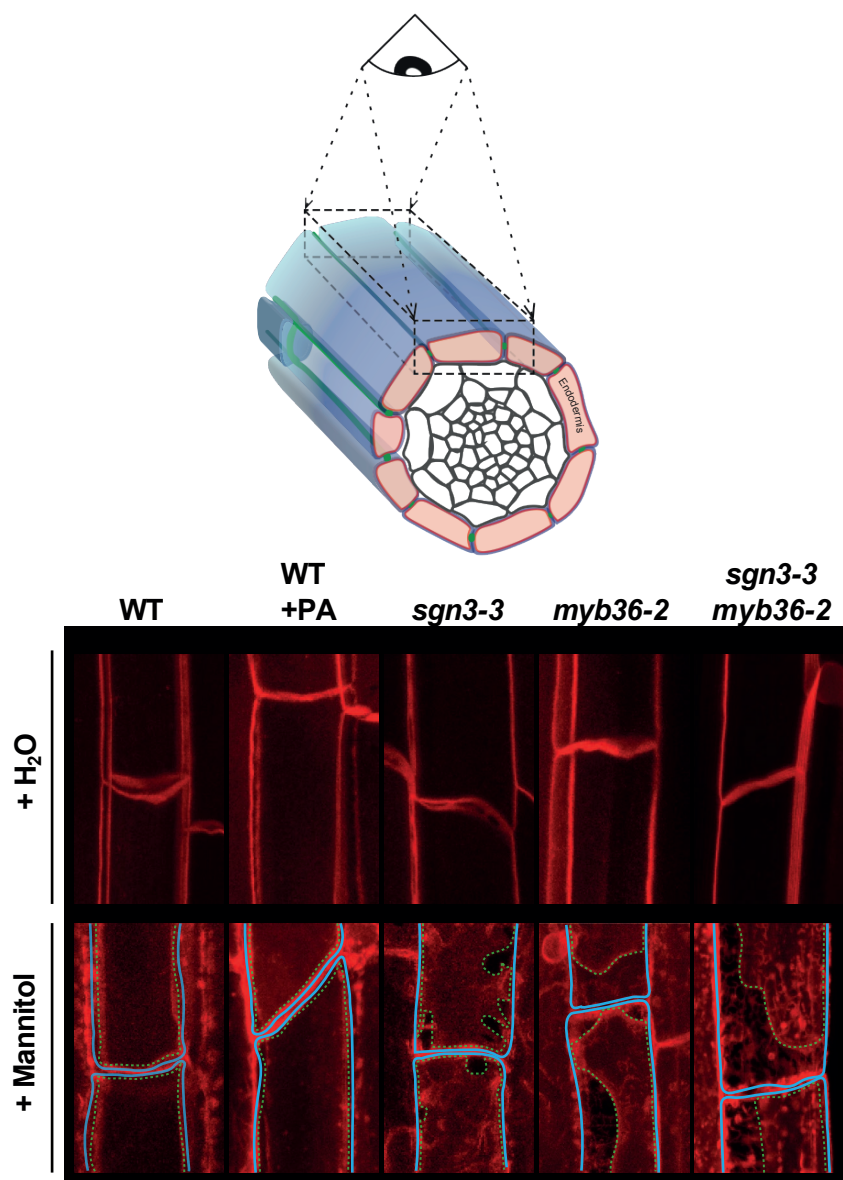 Endodermis
WT
WT
+PA
sgn3-3
myb36-2
sgn3-3
myb36-2
+ H₂O
+ Mannitol